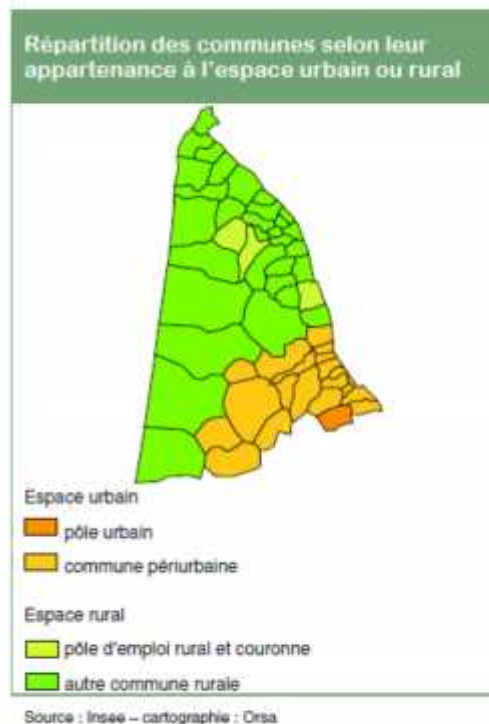 Répartition des communes selon leur
appartenance à l'espace urbain ou rural
Espace urbain
pôle urbain
commune périurbaine
Espace rural
pôle d'emploi rural et couronne
autre commune rurale
Source : Insee – cartographie : Orsa